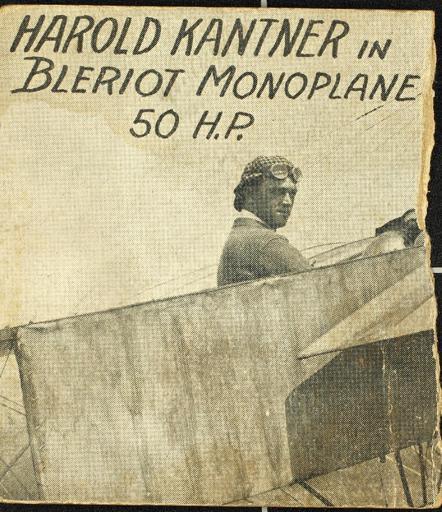 HAROLD KANTNER IN
BLERIOT MONOPLANE
50 H.P.